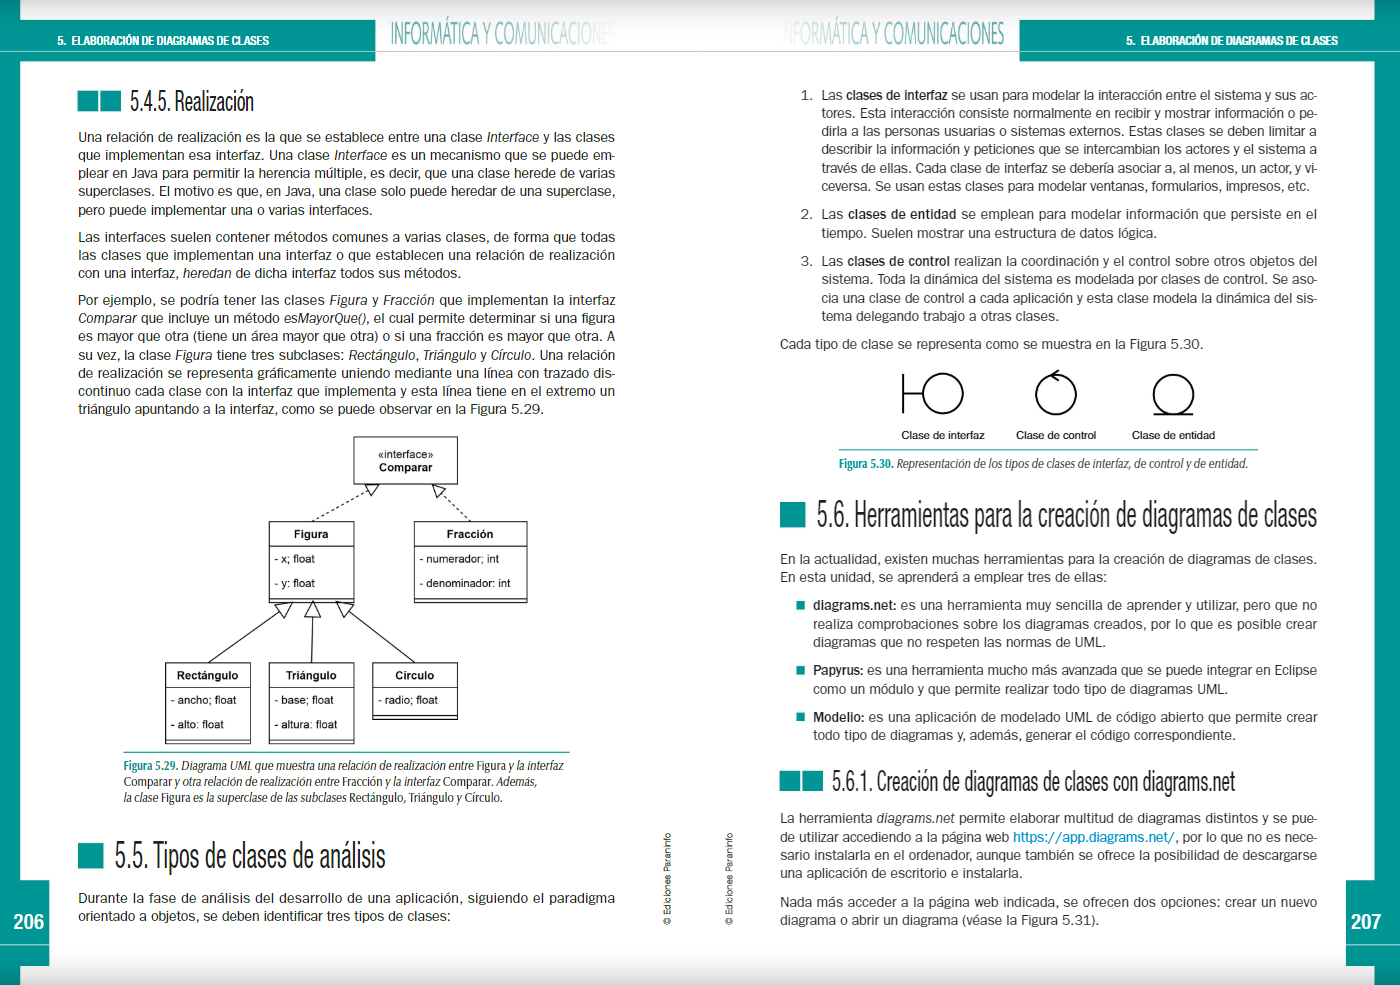 5. ELABORACIÓN DE DIAGRAMAS DE CLASES
INFORMÁTICA Y COMUNICACIONES
5.4.5. Realización
Una relación de realización es la que se establece entre una clase Interface y las clases
que implementan esa interfaz. Una clase Interface es un mecanismo que se puede em-
plear en Java para permitir la herencia múltiple, es decir, que una clase herede de varias
superclases. El motivo es que, en Java, una clase solo puede heredar de una superclase,
pero puede implementar una o varias interfaces.
Las interfaces suelen contener métodos comunes a varias clases, de forma que todas
las clases que implementan una interfaz o que establecen una relación de realización
con una interfaz, heredan de dicha interfaz todos sus métodos.
Por ejemplo, se podría tener las clases Figura y Fracción que implementan la interfaz
Comparar que incluye un método esMayorQue(), el cual permite determinar si una figura
es mayor que otra (tiene un área mayor que otra) o si una fracción es mayor que otra. A
su vez, la clase Figura tiene tres subclases: Rectángulo, Triángulo y Círculo. Una relación
de realización se representa gráficamente uniendo mediante una línea con trazado dis-
continuo cada clase con la interfaz que implementa y esta línea tiene en el extremo un
triángulo apuntando a la interfaz, como se puede observar en la Figura 5.29.
«interface»
Comparar
Figura
- x; float
- y: float
Fracción
- numerador; int
- denominador: int
Rectángulo
- ancho; float
- alto: float
Triángulo
- base; float
- altura: float
Círculo
- radio; float
Figura 5.29. Diagrama UML que muestra una relación de realización entre Figura y la interfaz
Comparar y otra relación de realización entre Fracción y la interfaz Comparar. Además,
la clase Figura es la superclase de las subclases Rectángulo, Triángulo y Círculo.
5.5. Tipos de clases de análisis
Durante la fase de análisis del desarrollo de una aplicación, siguiendo el paradigma
orientado a objetos, se deben identificar tres tipos de clases:
206
© Ediciones Paraninfo
INFORMÁTICA Y COMUNICACIONES
5. ELABORACIÓN DE DIAGRAMAS DE CLASES
1. Las clases de interfaz se usan para modelar la interacción entre el sistema y sus ac-
tores. Esta interacción consiste normalmente en recibir y mostrar información o pe-
dirla a las personas usuarias o sistemas externos. Estas clases se deben limitar a
describir la información y peticiones que se intercambian los actores y el sistema a
través de ellas. Cada clase de interfaz se debería asociar a, al menos, un actor, y vi-
ceversa. Se usan estas clases para modelar ventanas, formularios, impresos, etc.
2. Las clases de entidad se emplean para modelar información que persiste en el
tiempo. Suelen mostrar una estructura de datos lógica.
3. Las clases de control realizan la coordinación y el control sobre otros objetos del
sistema. Toda la dinámica del sistema es modelada por clases de control. Se aso-
cia una clase de control a cada aplicación y esta clase modela la dinámica del sis-
tema delegando trabajo a otras clases.
Cada tipo de clase se representa como se muestra en la Figura 5.30.
Clase de interfaz
Clase de control
Clase de entidad
Figura 5.30. Representación de los tipos de clases de interfaz, de control y de entidad.
5.6. Herramientas para la creación de diagramas de clases
En la actualidad, existen muchas herramientas para la creación de diagramas de clases.
En esta unidad, se aprenderá a emplear tres de ellas:
diagrams.net: es una herramienta muy sencilla de aprender y utilizar, pero que no
realiza comprobaciones sobre los diagramas creados, por lo que es posible crear
diagramas que no respeten las normas de UML.
Papyrus: es una herramienta mucho más avanzada que se puede integrar en Eclipse
como un módulo y que permite realizar todo tipo de diagramas UML.
Modelio: es una aplicación de modelado UML de código abierto que permite crear
todo tipo de diagramas y, además, generar el código correspondiente.
5.6.1. Creación de diagramas de clases con diagrams.net
La herramienta diagrams.net permite elaborar multitud de diagramas distintos y se pue-
de utilizar accediendo a la página web https://app.diagrams.net/, por lo que no es nece-
sario instalarla en el ordenador, aunque también se ofrece la posibilidad de descargarse
una aplicación de escritorio e instalarla.
Nada más acceder a la página web indicada, se ofrecen dos opciones: crear un nuevo
diagrama o abrir un diagrama (véase la Figura 5.31).
© Ediciones Paraninfo
207